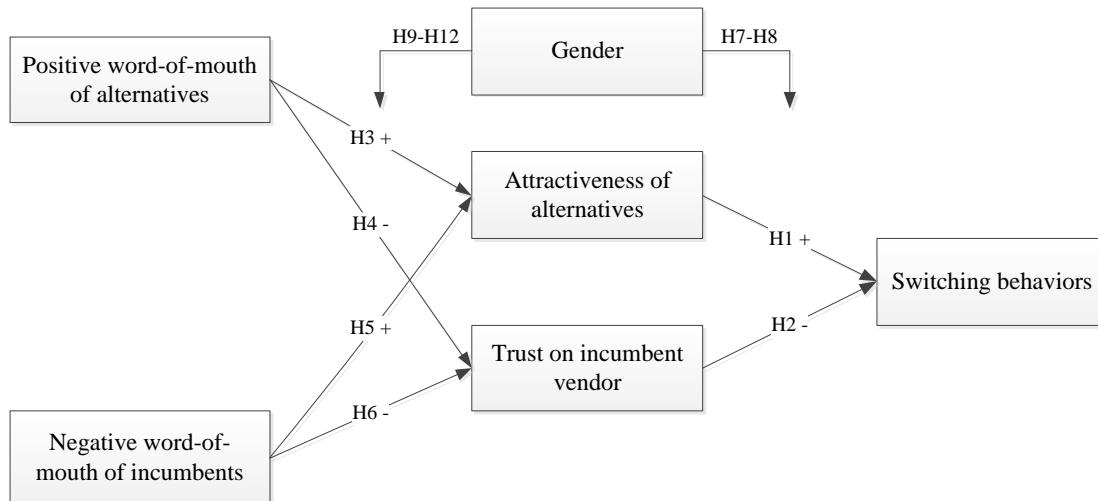 H9-H12
Gender
H7-H8
Positive word-of-mouth
of alternatives
H3 +
Attractiveness of
alternatives
H4 -
H1 +
Switching behaviors
H5 +
H2 -
Trust on incumbent
vendor
H6 -
Negative word-of-
mouth of incumbents